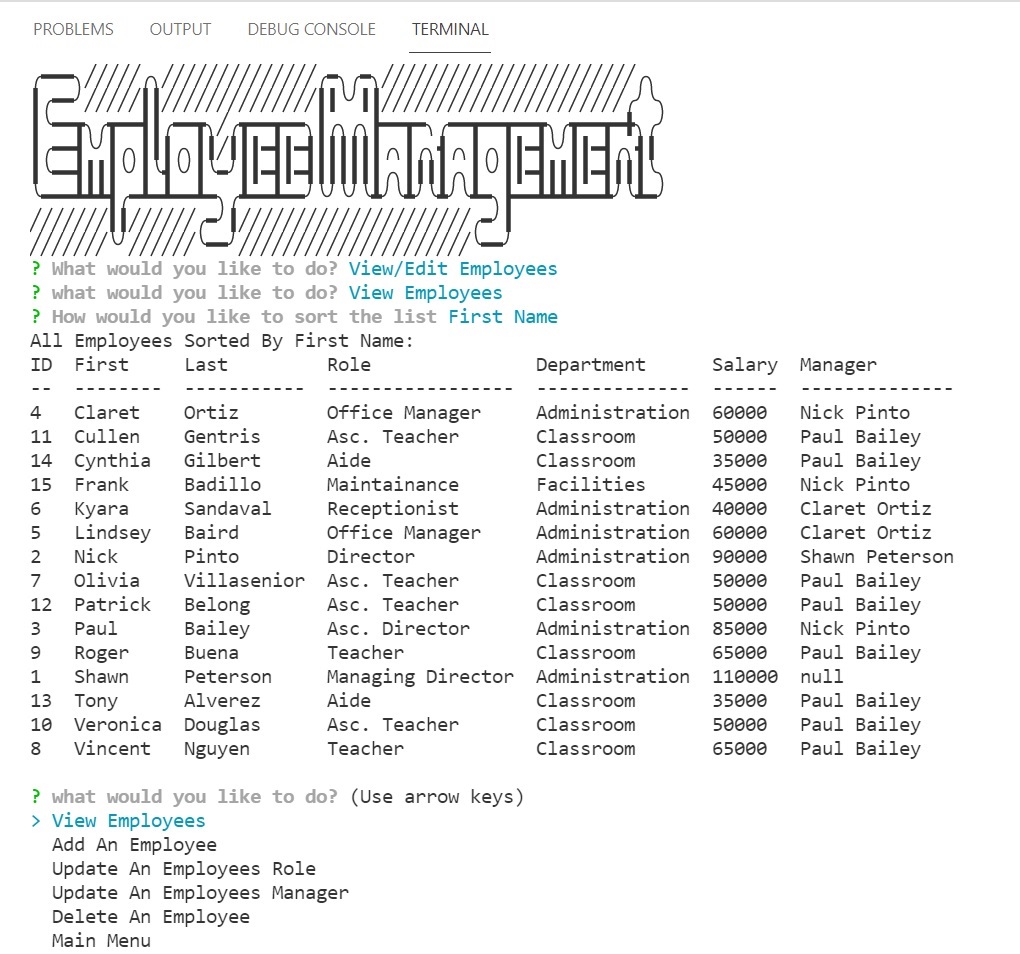 PROBLEMS OUTPUT DEBUG CONSOLE TERMINAL
Employee Management
? What would you like to do? View/Edit Employees
? what would you like to do? View Employees
? How would you like to sort the list First Name
All Employees Sorted By First Name:
ID First Last Role Department Salary Manager
-- -------- ----------- ----------------- -------------- ------ --------------
4 Claret Ortiz Office Manager Administration 60000 Nick Pinto
11 Cullen Gentris Asc. Teacher Classroom 50000 Paul Bailey
14 Cynthia Gilbert Aide Classroom 35000 Paul Bailey
15 Frank Badillo Maintainance Facilities 45000 Nick Pinto
6 Kyara Sandaval Receptionist Administration 40000 Claret Ortiz
5 Lindsey Baird Office Manager Administration 60000 Claret Ortiz
2 Nick Pinto Director Administration 90000 Shawn Peterson
7 Olivia Villasenior Asc. Teacher Classroom 50000 Paul Bailey
12 Patrick Belong Asc. Teacher Classroom 50000 Paul Bailey
3 Paul Bailey Asc. Director Administration 85000 Nick Pinto
9 Roger Buena Teacher Classroom 65000 Paul Bailey
1 Shawn Peterson Managing Director Administration 110000 null
13 Tony Alverez Aide Classroom 35000 Paul Bailey
10 Veronica Douglas Asc. Teacher Classroom 50000 Paul Bailey
8 Vincent Nguyen Teacher Classroom 65000 Paul Bailey
? what would you like to do? (Use arrow keys)
> View Employees
Add An Employee
Update An Employees Role
Update An Employees Manager
Delete An Employee
Main Menu